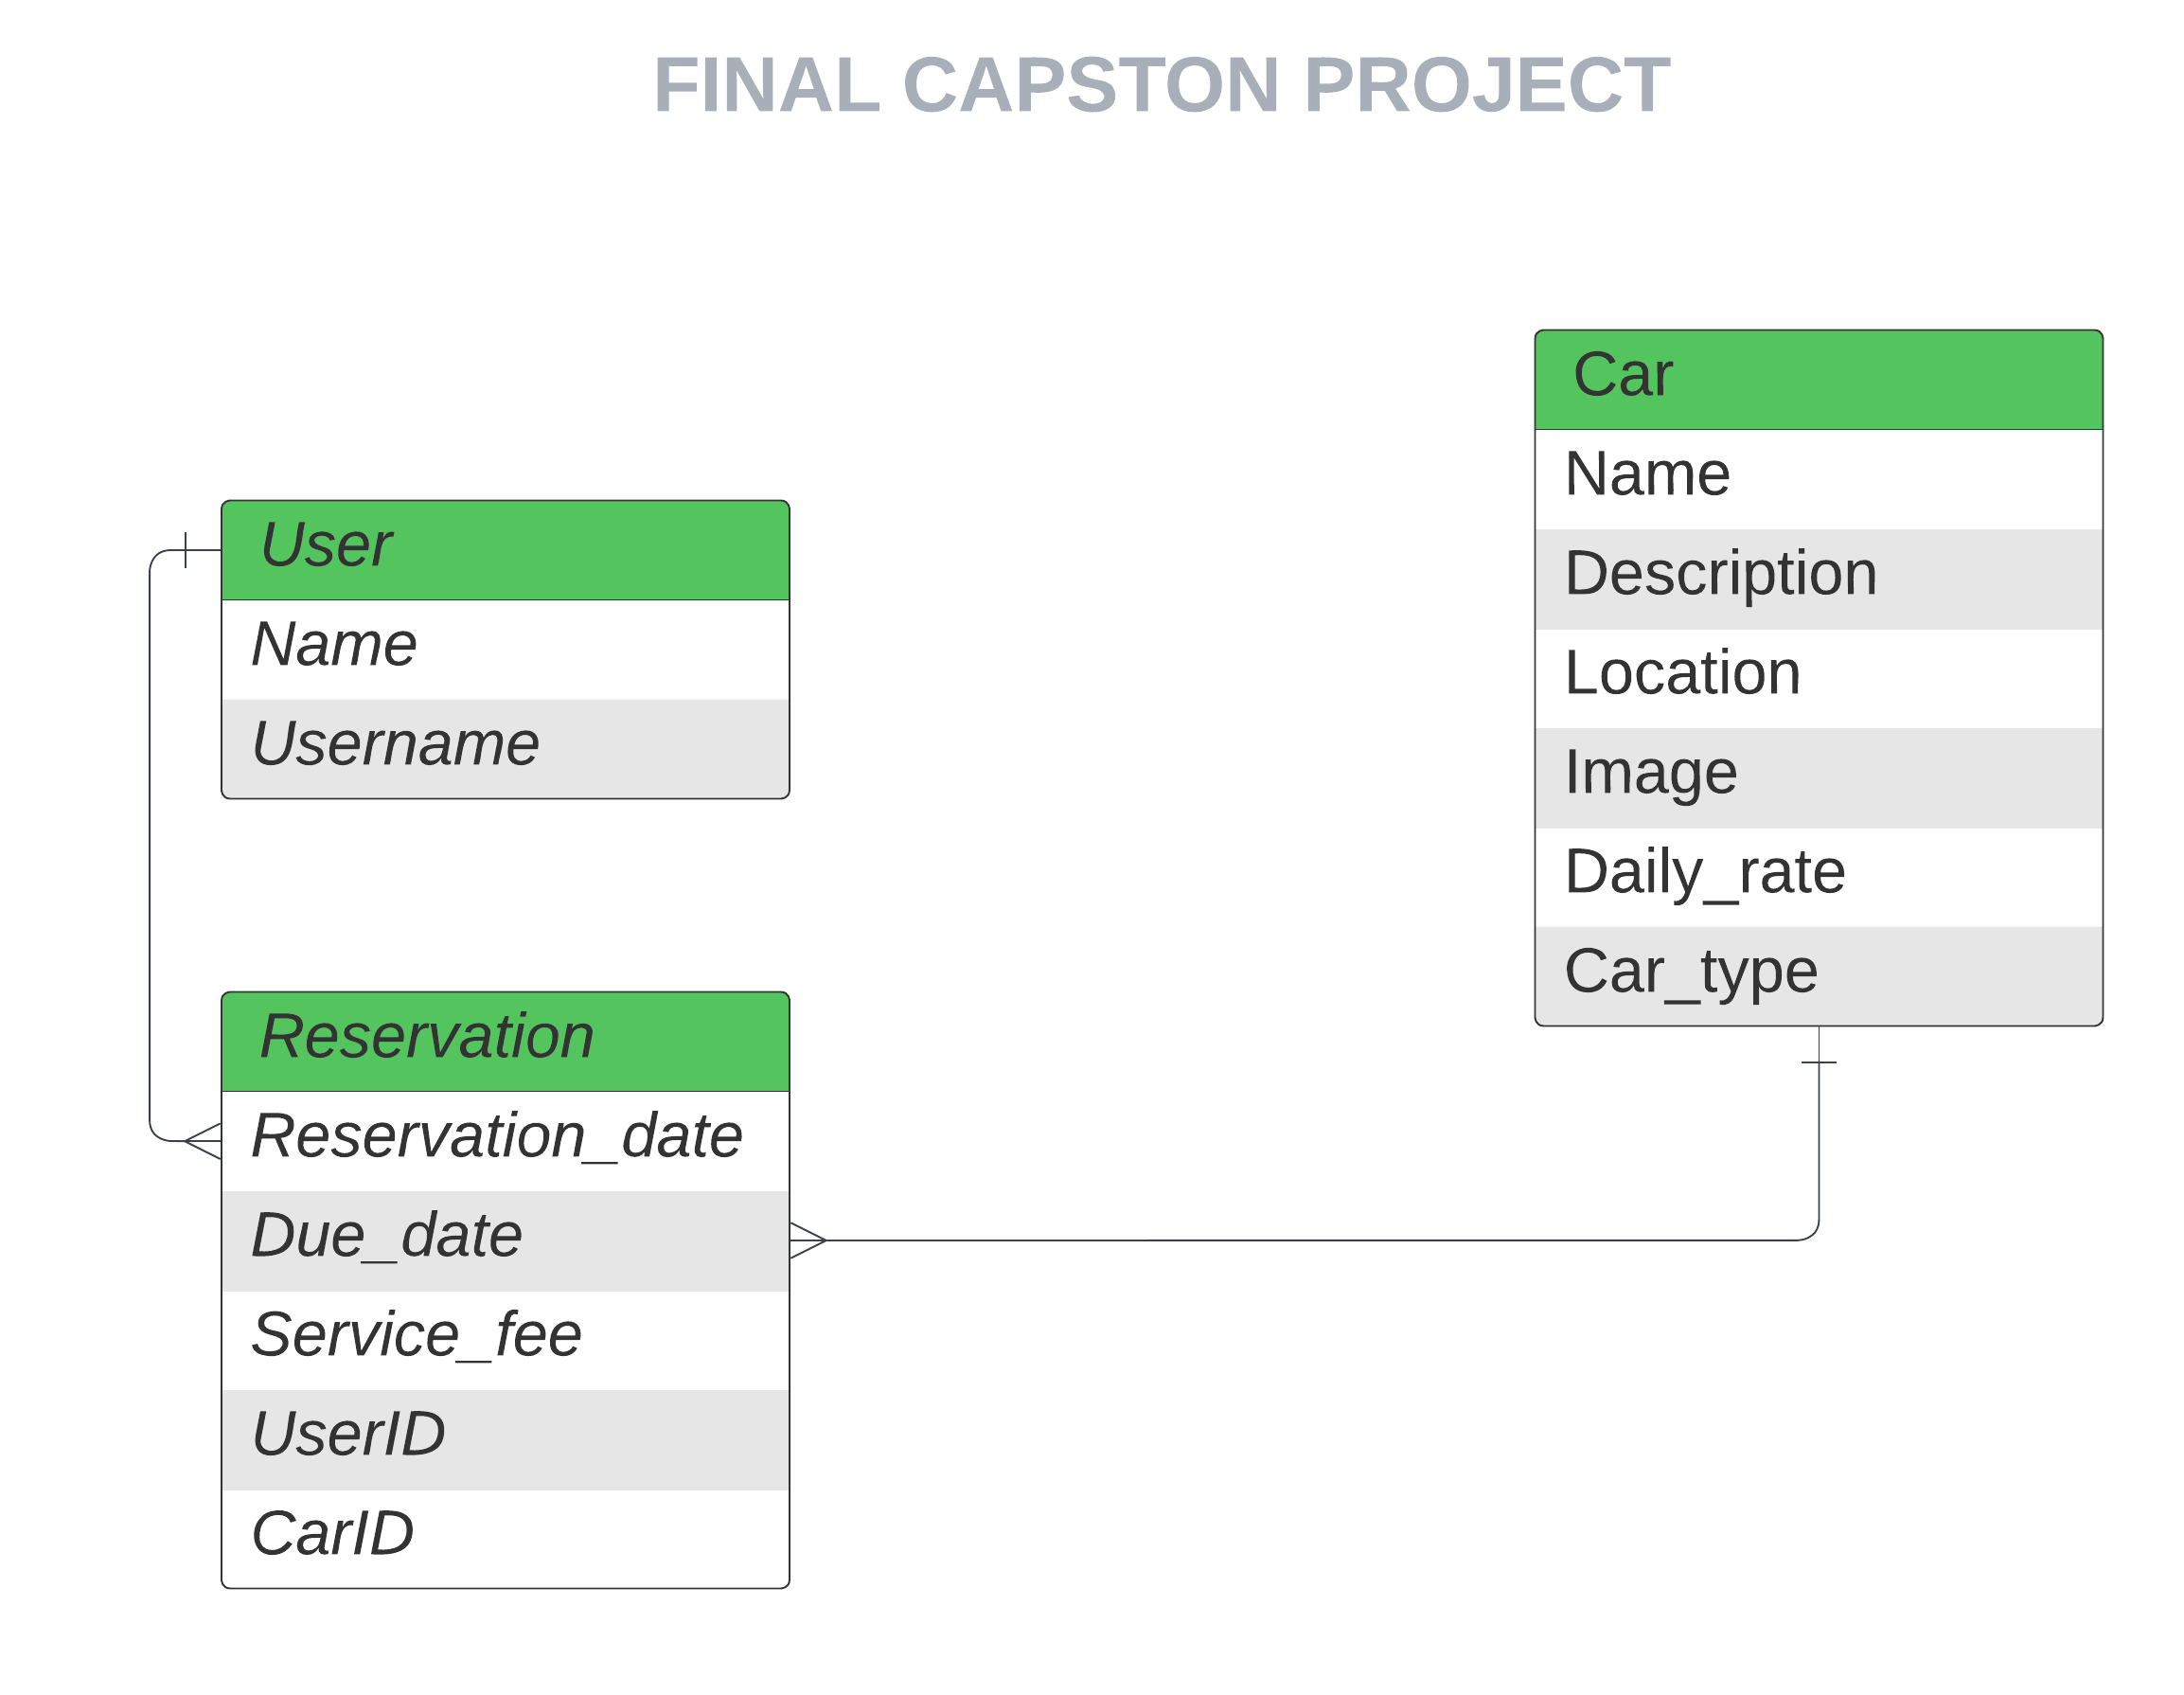 FINAL CAPSTON PROJECT
User
Name
Username
Reservation
Reservation_date
Due_date
Service_fee
UserID
CarID
Car
Name
Description
Location
Image
Daily_rate
Car_type